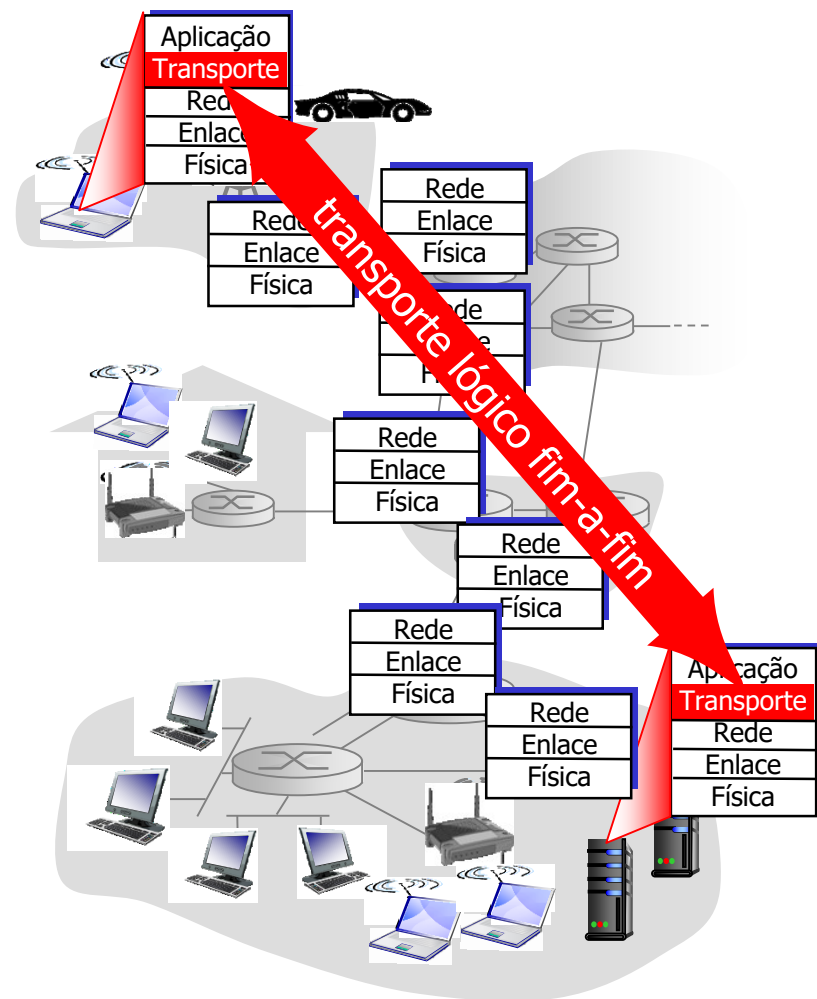 Aplicação
Transporte
Rede
Enlace
Física
Rede
Enlace
Física
Rede
Enlace
Física
transporte lógico fim-a-fim
Rede
Enlace
Física
Rede
Enlace
Física
Rede
Enlace
Física
Rede
Enlace
Física
Aplicação
Transporte
Rede
Enlace
Física